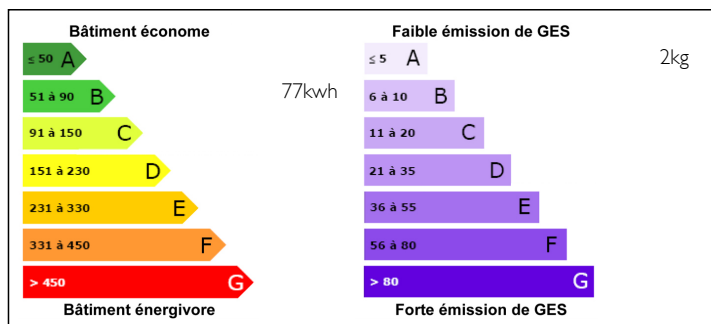 Bâtiment économe
≤ 50 A
51 à 90 B
77kwh
91 à 150 C
151 à 230 D
231 à 330 E
331 à 450 F
> 450 G
Bâtiment énergivore
Faible émission de GES
≤ 5 A
2kg
6 à 10 B
11 à 20 C
21 à 35 D
36 à 55 E
56 à 80 F
> 80 G
Forte émission de GES